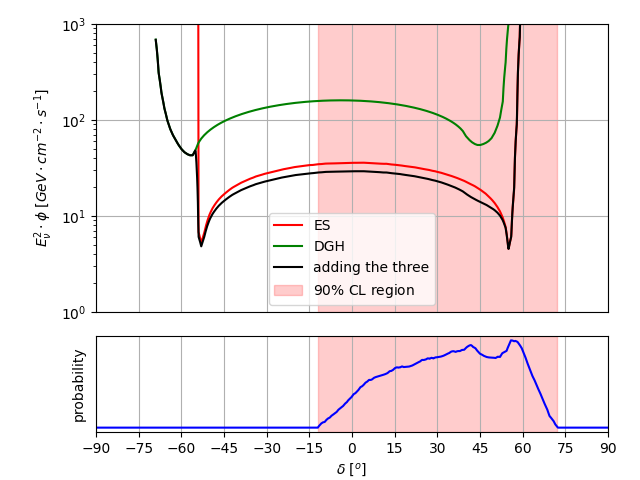 10³
10²
10¹
10⁰
E²ᵥ · ϕ [GeV · cm⁻² · s⁻¹]
ES
DGH
adding the three
90% CL region
probability
−90 −75 −60 −45 −30 −15 0 15 30 45 60 75 90
δ [°]